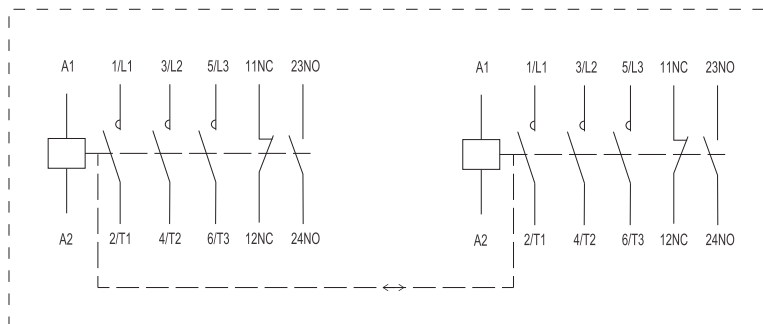 A1 1/L1 3/L2 5/L3 11NC 23NO A1 1/L1 3/L2 5/L3 11NC 23NO
A2 2/T1 4/T2 6/T3 12NC 24NO A2 2/T1 4/T2 6/T3 12NC 24NO